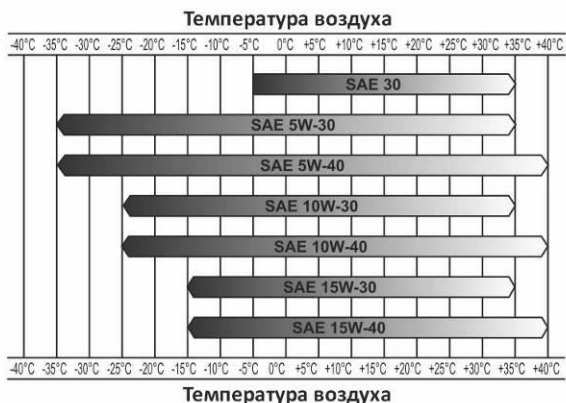 Температура воздуха
-40°C -35°C -30°C -25°C -20°C -15°C -10°C -5°C 0°C +5°C +10°C +15°C +20°C +25°C +30°C +35°C +40°C
SAE 30
SAE 5W-30
SAE 5W-40
SAE 10W-30
SAE 10W-40
SAE 15W-30
SAE 15W-40
-40°C -35°C -30°C -25°C -20°C -15°C -10°C -5°C 0°C +5°C +10°C +15°C +20°C +25°C +30°C +35°C +40°C
Температура воздуха